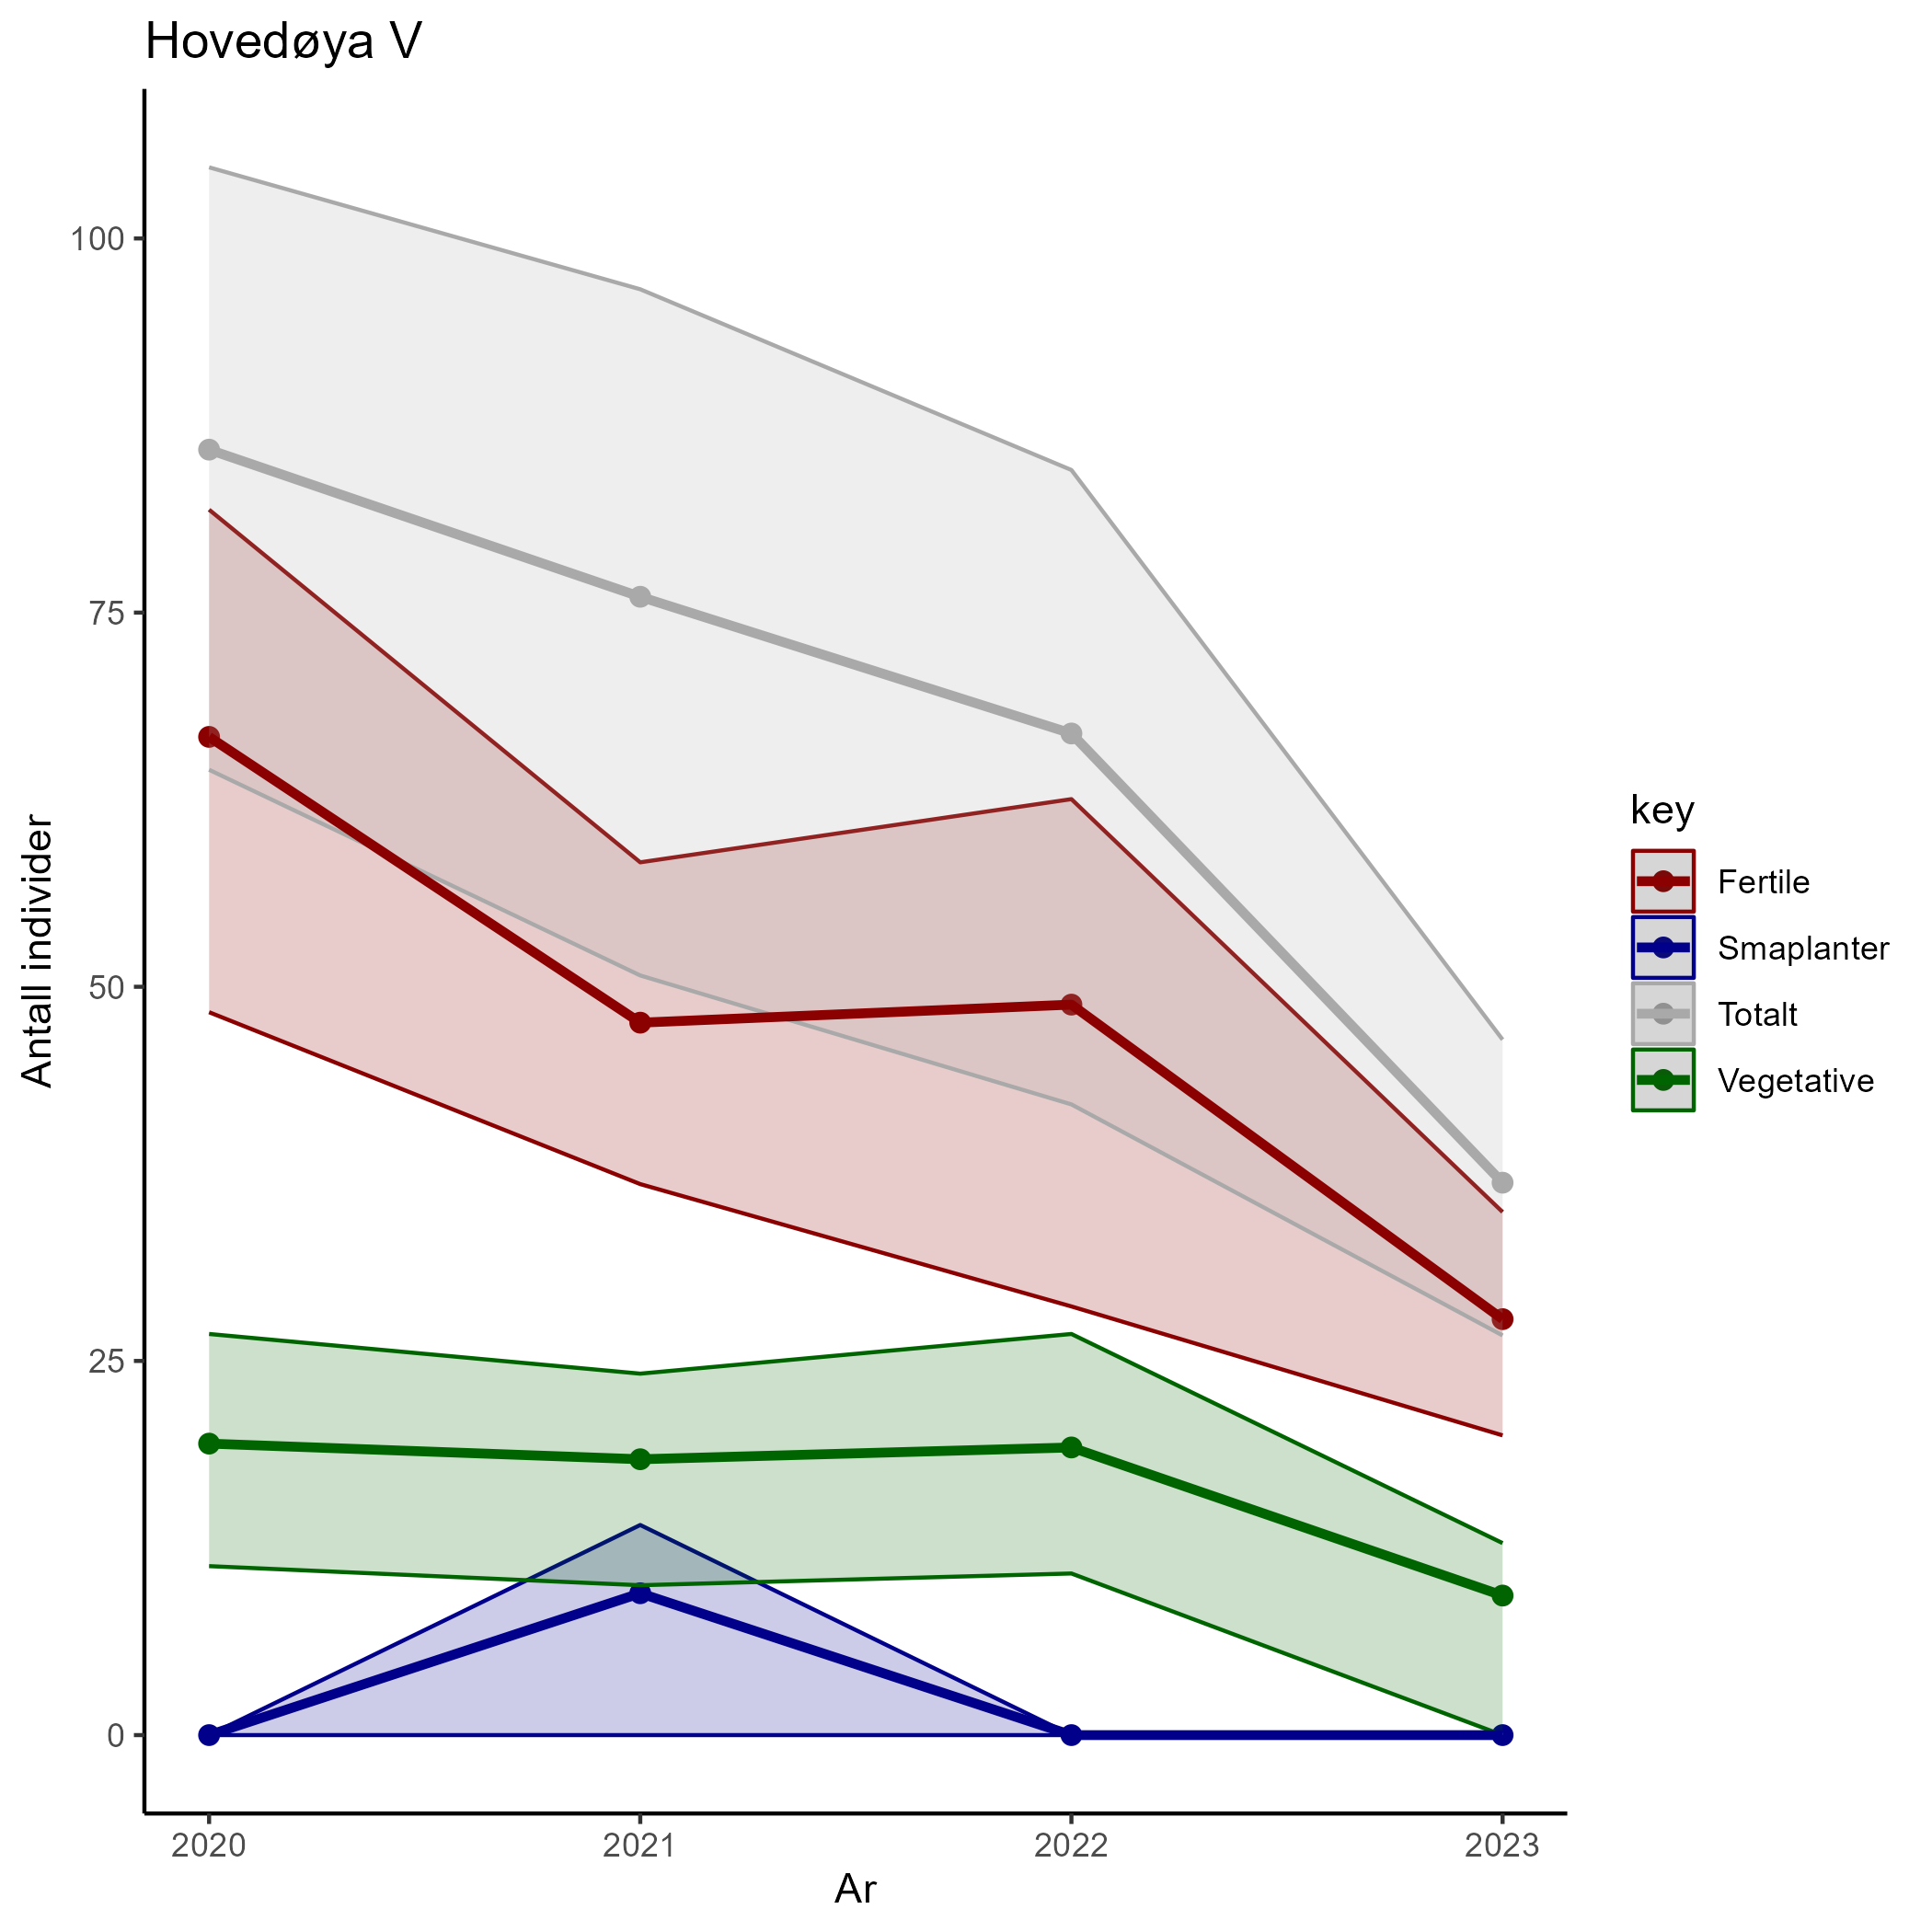 Hovedøya V
100
75
50
25
0
Antall individer
2020
2021
2022
2023
Ar
key
Fertile
Smaplanter
Totalt
Vegetative